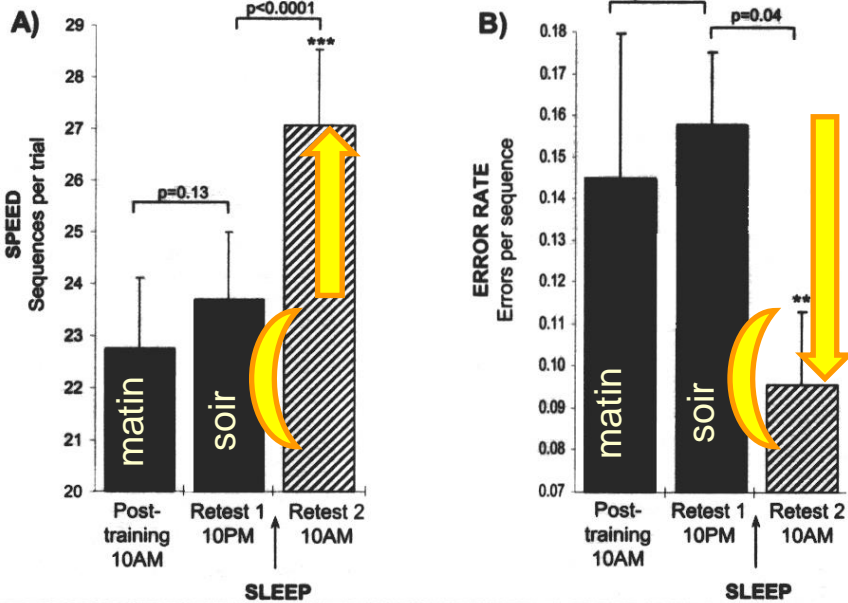 A)
p<0.0001
***
29
28
27
26
25
24
23
22
21
20
SPEED
Sequences per trial
p=0.13
matin
soir
Post-
training
10AM
Retest 1
10PM
Retest 2
10AM
SLEEP
B)
p=0.04
**
0.18
0.17
0.16
0.15
0.14
0.13
0.12
0.11
0.10
0.09
0.08
0.07
ERROR RATE
Errors per sequence
matin
soir
Post-
training
10AM
Retest 1
10PM
Retest 2
10AM
SLEEP